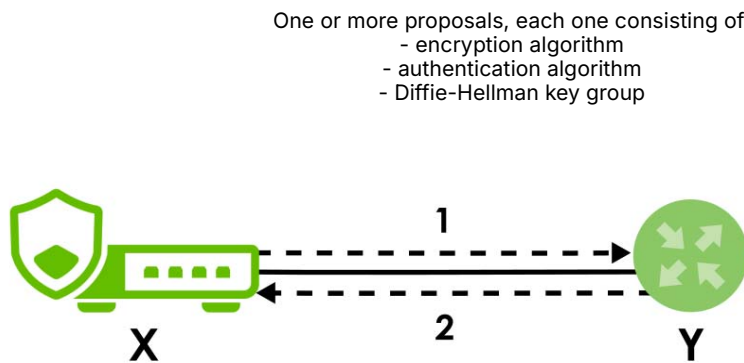 One or more proposals, each one consisting of
- encryption algorithm
- authentication algorithm
- Diffie-Hellman key group
1
2
X
Y